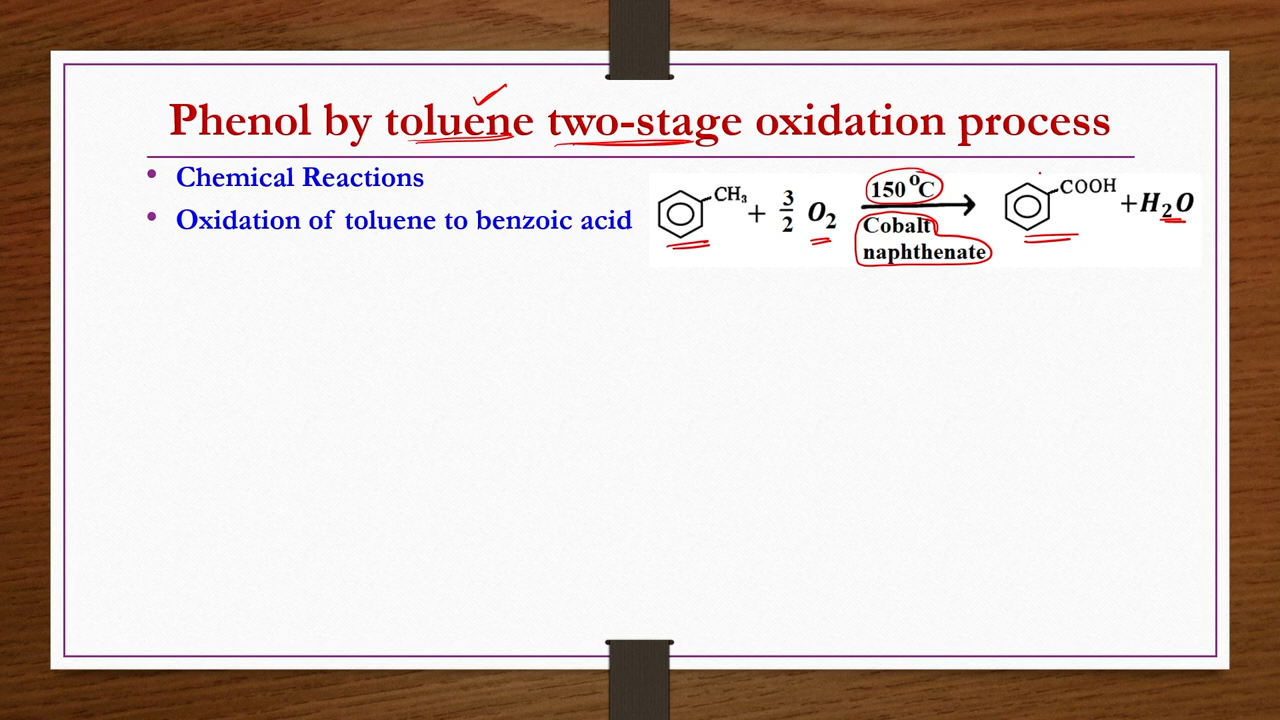 Phenol by toluene two-stage oxidation process
• Chemical Reactions
• Oxidation of toluene to benzoic acid
CH₃ + 3/2 O₂ 150 ⁰C Cobalt naphthenate COOH + H₂O